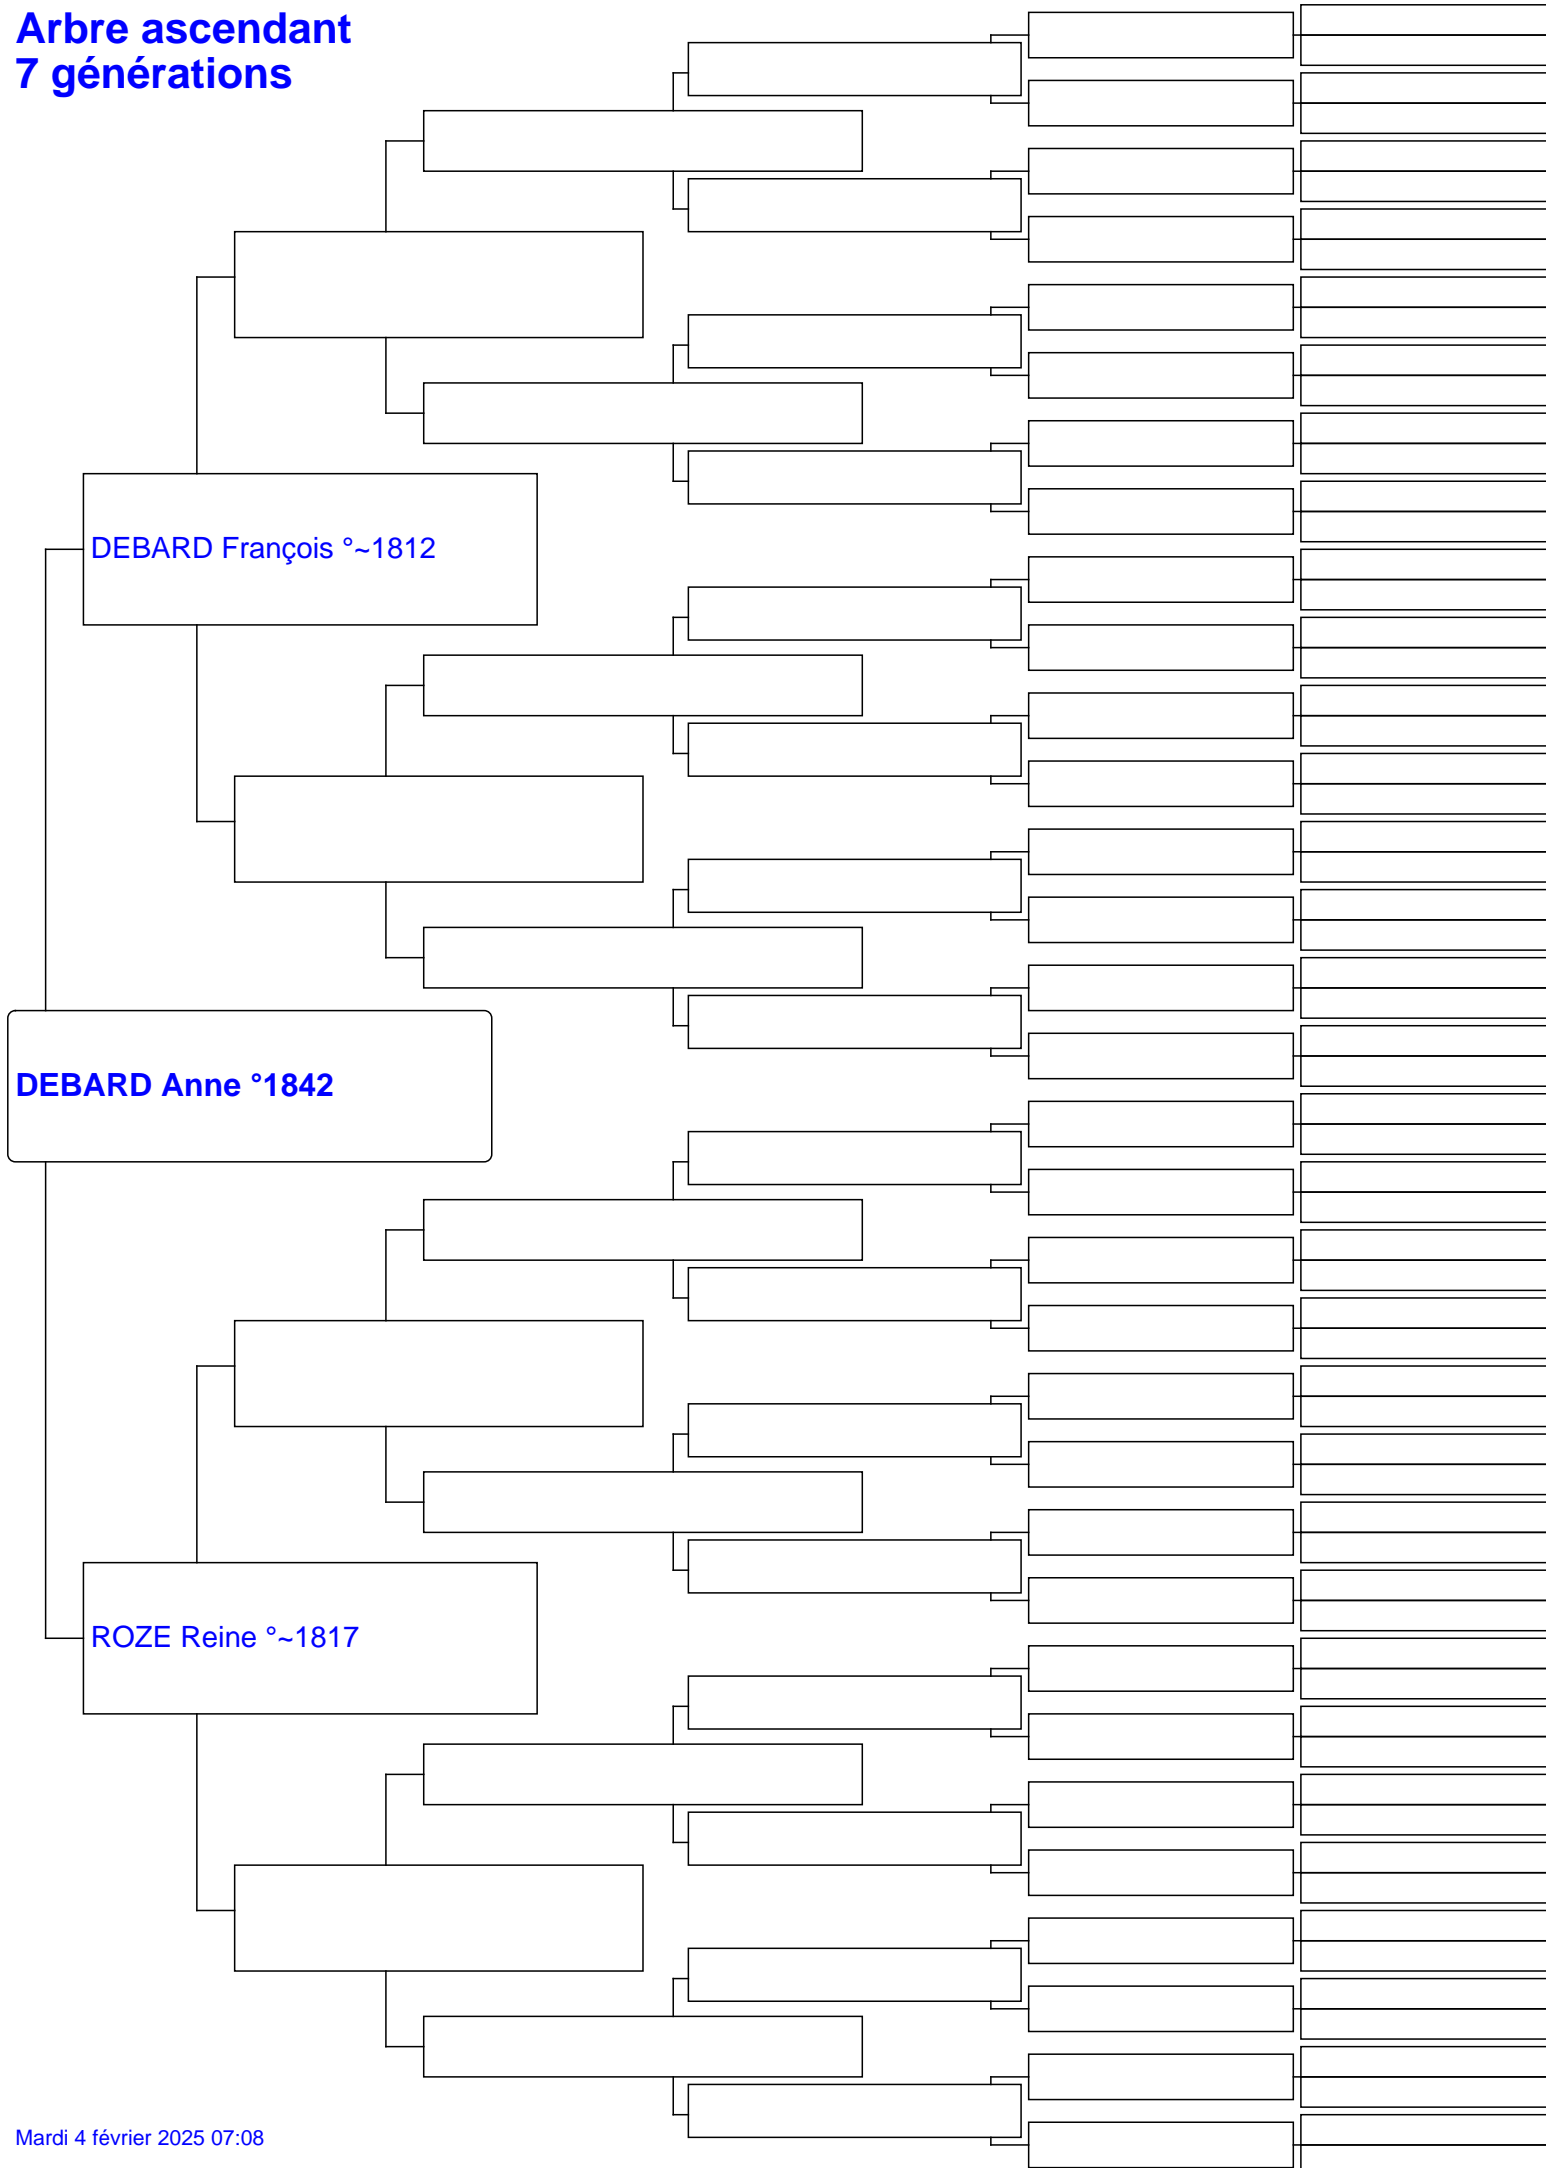 Arbre ascendant
7 générations
DEBARD François °~1812
DEBARD Anne °1842
ROZE Reine °~1817
Mardi 4 février 2025 07:08